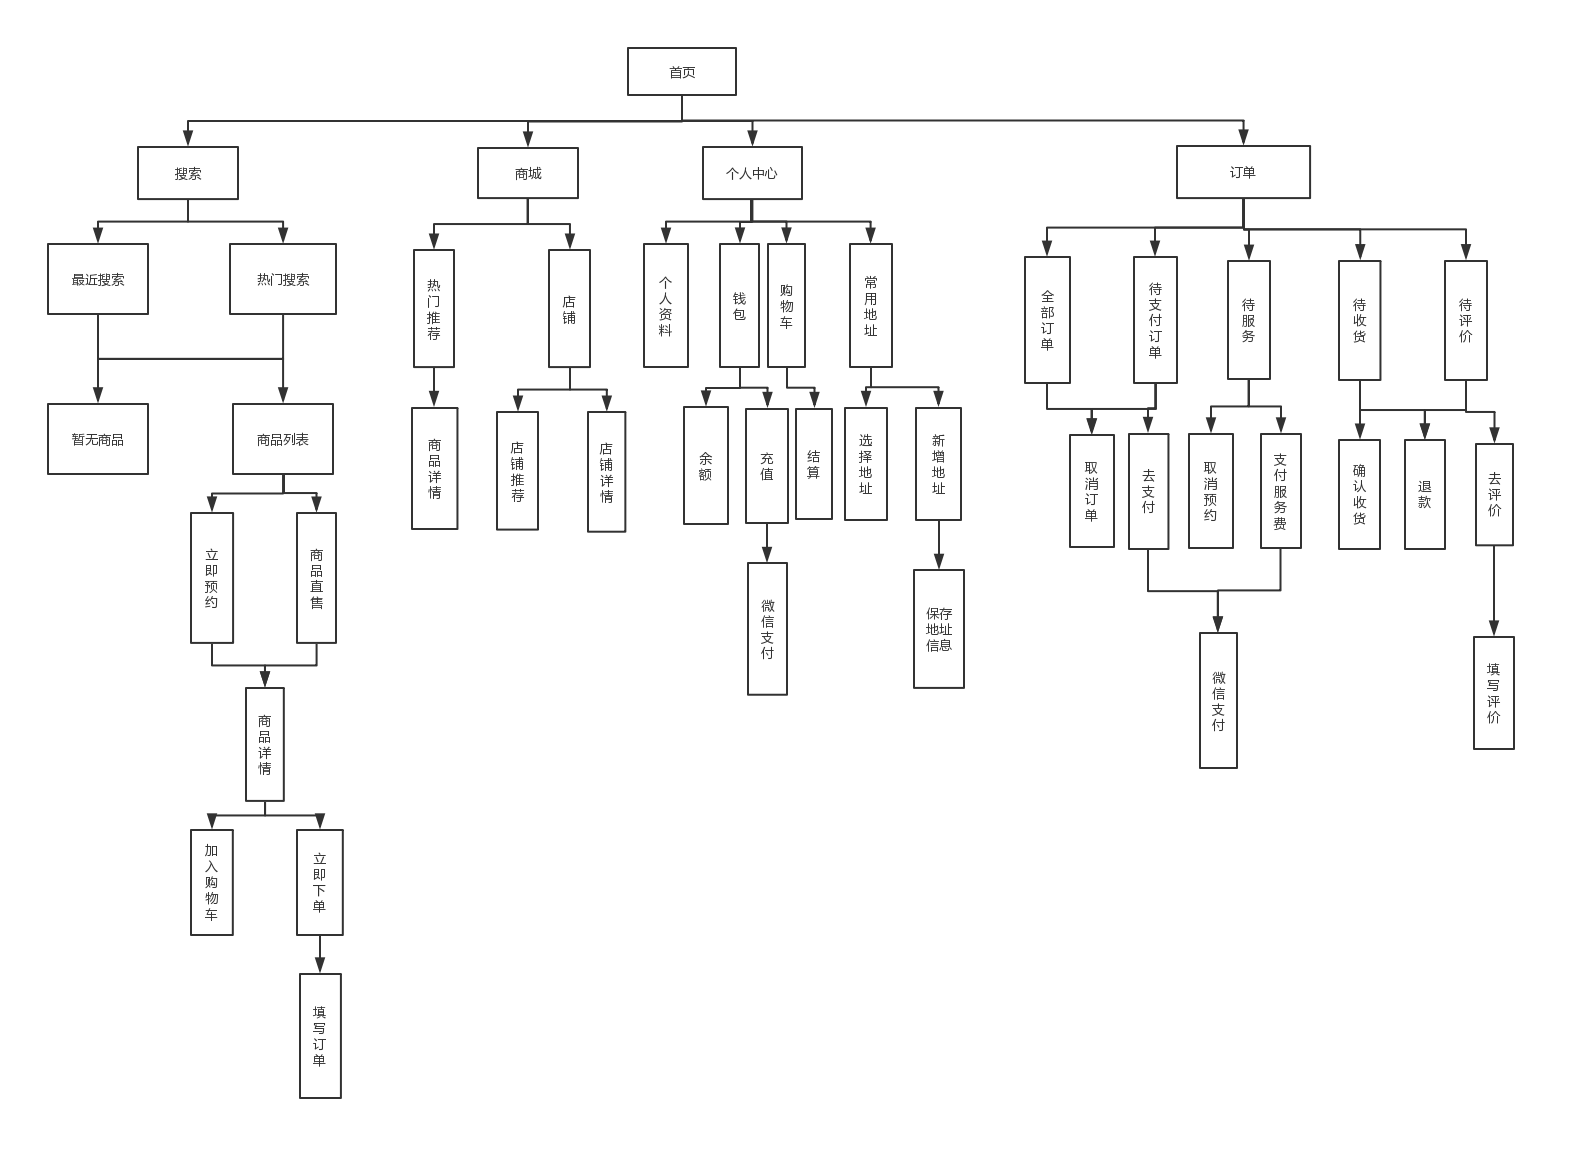 首页
搜索
商城
个人中心
订单
最近搜索
热门搜索
热门推荐
店铺
个人资料
钱包
购物车
常用地址
全部订单
待支付订单
待服务
待收货
待评价
暂无商品
商品列表
商品详情
店铺推荐
店铺详情
余额
充值
结算
选择地址
新增地址
取消订单
去支付
取消预约
支付服务费
确认收货
退款
去评价
立即预约
商品直售
微信支付
保存
地址
信息
微信支付
填写评价
商品详情
加入购物车
立即下单
填写订单